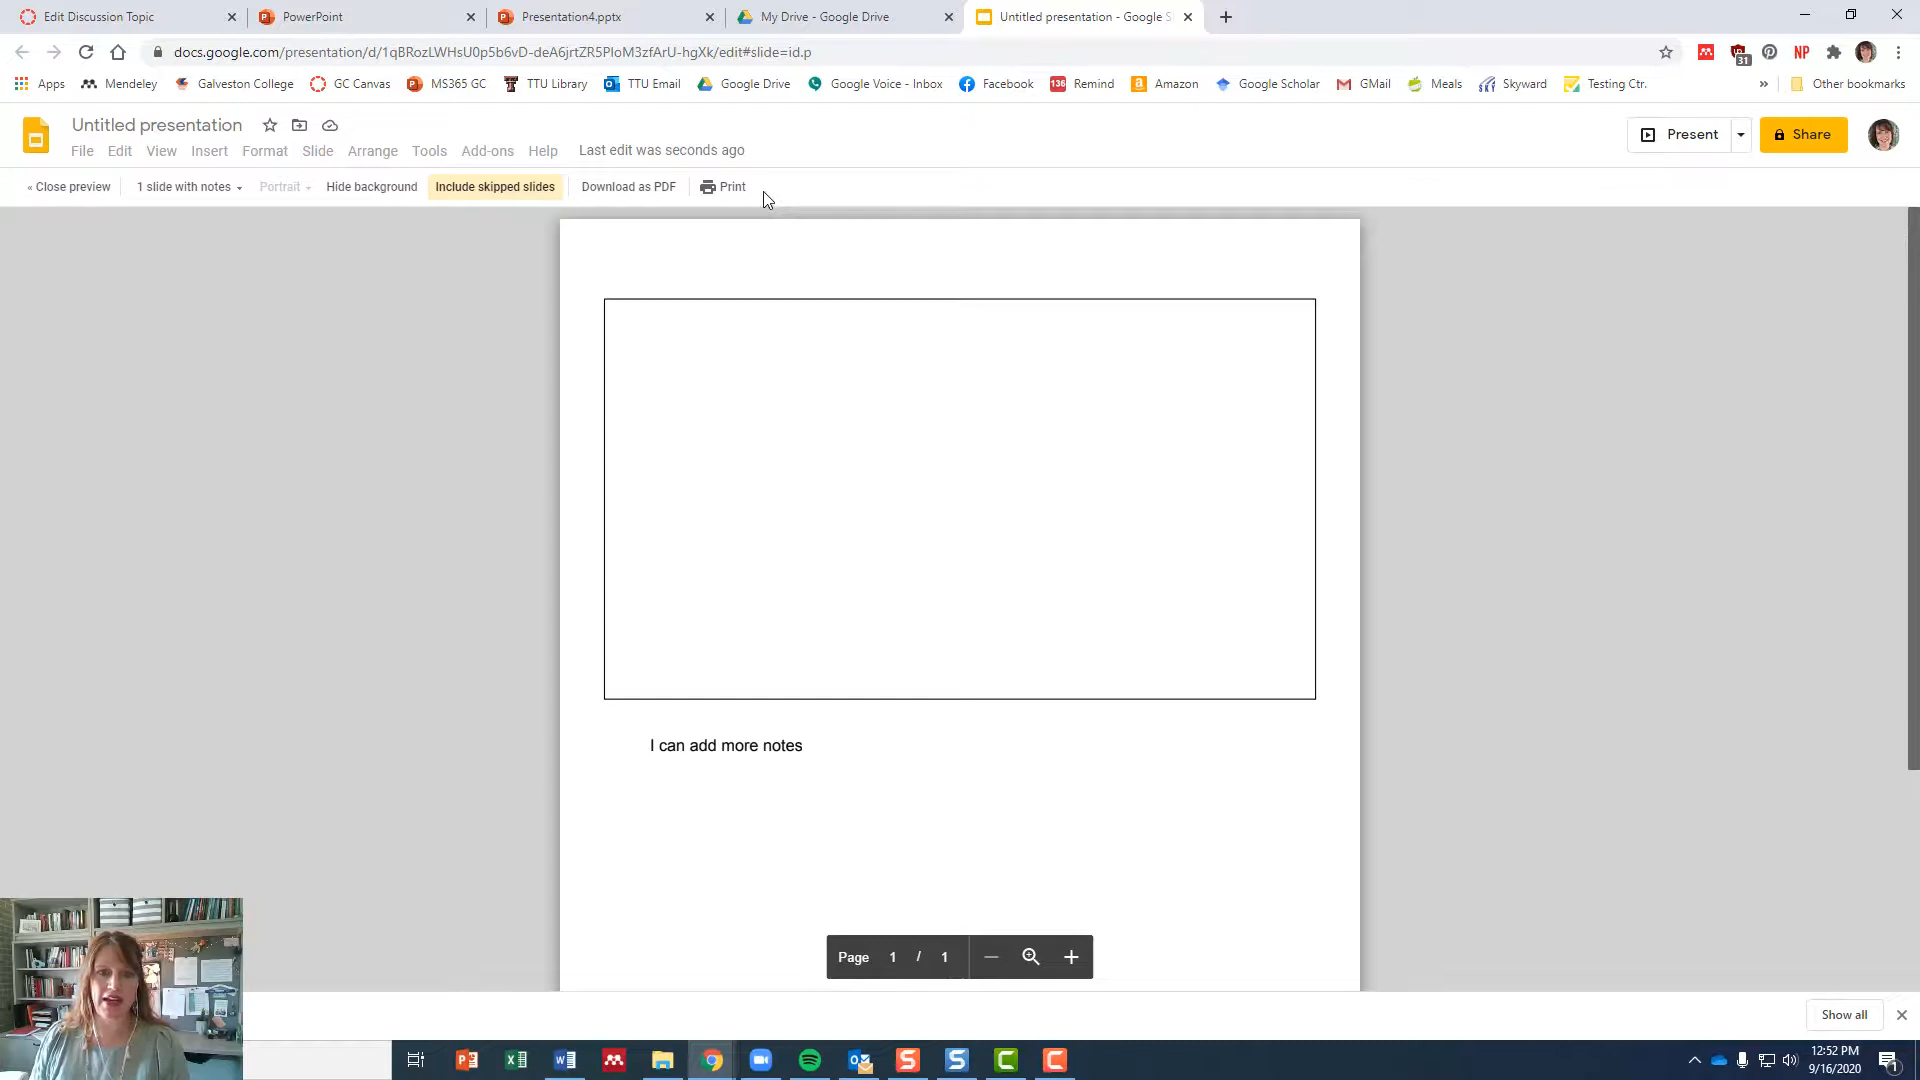 Edit Discussion Topic
PowerPoint
Presentation4.pptx
My Drive - Google Drive
Untitled presentation - Google S
docs.google.com/presentation/d/1qBRozLWHsU0p5b6vD-deA6jrtZR5PIoM3zfArU-hgXk/edit#slide=id.p
31
NP
Apps
Mendeley
Galveston College
GC Canvas
MS365 GC
TTU Library
TTU Email
Google Drive
Google Voice - Inbox
Facebook
136
Remind
Amazon
Google Scholar
GMail
Meals
Skyward
Testing Ctr.
»
Other bookmarks
Untitled presentation
File Edit View Insert Format Slide Arrange Tools Add-ons Help Last edit was seconds ago
Present
Share
« Close preview 1 slide with notes Portrait Hide background Include skipped slides Download as PDF Print
I can add more notes
Page 1 / 1
Show all
12:52 PM
9/16/2020
1